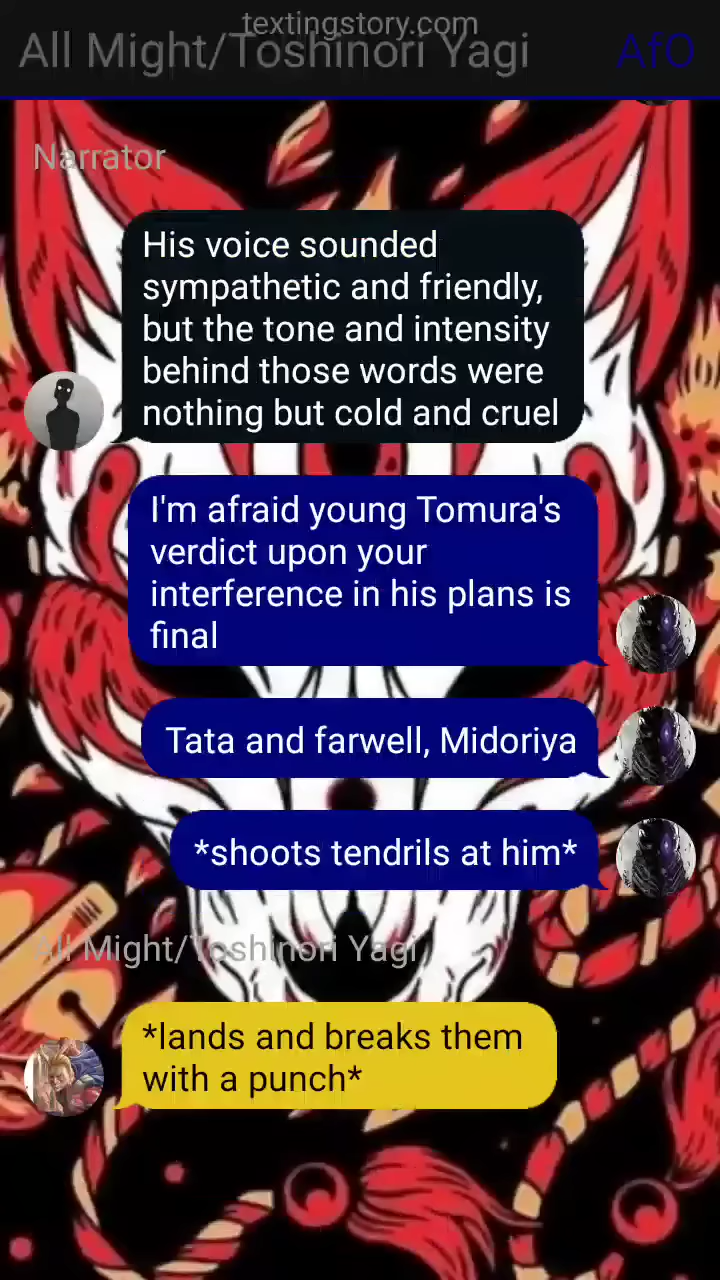 textingstory.com
All Might/Toshinori Yagi
AfO
Narrator
His voice sounded
sympathetic and friendly,
but the tone and intensity
behind those words were
nothing but cold and cruel
I'm afraid young Tomura's
verdict upon your
interference in his plans is
final
Tata and farwell, Midoriya
*shoots tendrils at him*
All Might/Toshinori Yagi
*lands and breaks them
with a punch*